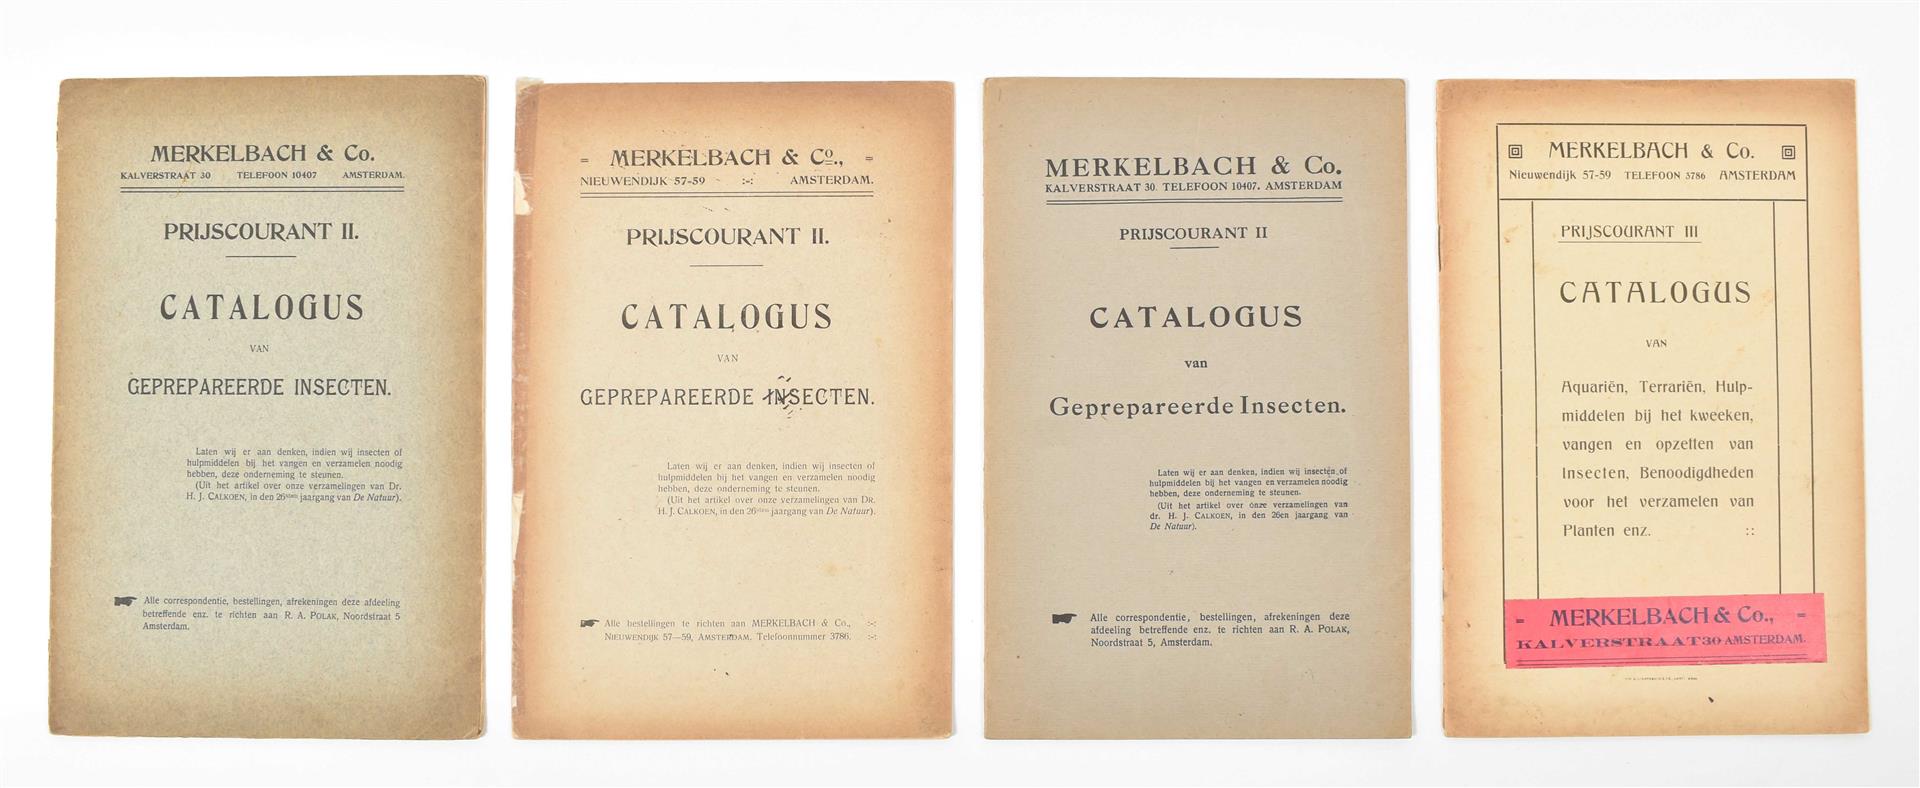 MERKELBACH & Co.
KALVERSTRAAT 30 TELEFOON 10407 AMSTERDAM.
PRIJSCOURANT II.
CATALOGUS
VAN
GEPREPAREERDE INSECTEN.
Laten wij er aan denken, indien wij insecten of
hulpmiddelen bij het vangen en verzamelen noodig
hebben, deze onderneming te steunen.
(Uit het artikel over onze verzamelingen van Dr.
H. J. CALKOEN, in den 26sten jaargang van De Natuur).
Alle correspondentie, bestellingen, afrekeningen deze afdeeling
betreffende enz. te richten aan R. A. POLAK, Noordstraat 5
Amsterdam.
= MERKELBACH & Co., =
NIEUWENDIJK 57-59 :-: AMSTERDAM.
PRIJSCOURANT II.
CATALOGUS
VAN
GEPREPAREERDE INSECTEN.
Laten wij er aan denken, indien wij insecten of
hulpmiddelen bij het vangen en verzamelen noodig
hebben, deze onderneming te steunen.
(Uit het artikel over onze verzamelingen van DR.
H. J. CALKOEN, in den 26sten jaargang van De Natuur).
Alle bestellingen te richten aan MERKELBACH & Co., :-:
NIEUWENDIJK 57—59, AMSTERDAM. Telefoonnummer 3786. :-:
MERKELBACH & Co.
KALVERSTRAAT 30. TELEFOON 10407. AMSTERDAM
PRIJSCOURANT II
CATALOGUS
van
Geprepareerde Insecten.
Laten wij er aan denken, indien wij insecten of
hulpmiddelen bij het vangen en verzamelen noodig
hebben, deze onderneming te steunen.
(Uit het artikel over onze verzamelingen van
dr. H. J. CALKOEN, in den 26en jaargang van
De Natuur).
Alle correspondentie, bestellingen, afrekeningen deze
afdeeling betreffende enz. te richten aan R. A. POLAK,
Noordstraat 5, Amsterdam.
MERKELBACH & Co.
Nieuwendijk 57-59 TELEFOON 3786 AMSTERDAM
PRIJSCOURANT III
CATALOGUS
VAN
Aquariën, Terrariën, Hulp-
middelen bij het kweeken,
vangen en opzetten van
Insecten, Benoodigdheden
voor het verzamelen van
Planten enz. ::
= MERKELBACH & Co., =
KALVERSTRAAT 30 AMSTERDAM.